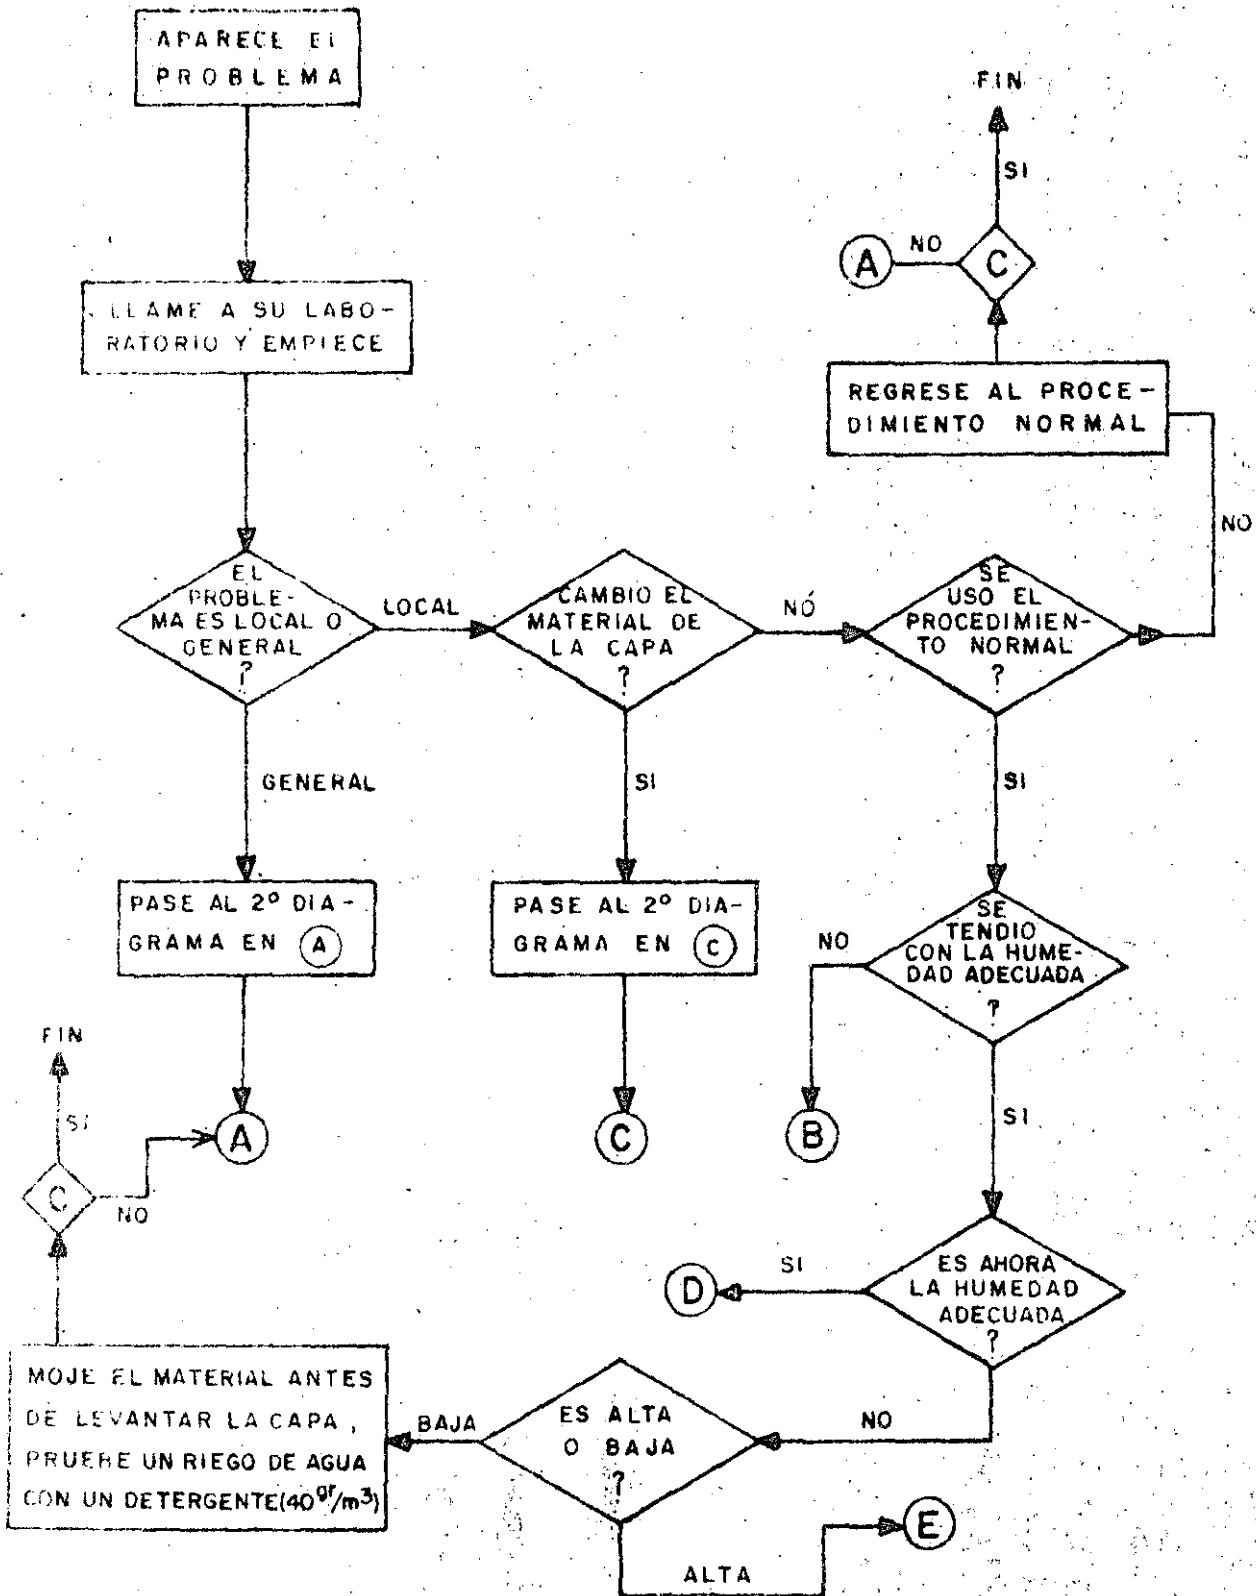 APARECE EL
PROBLEMA
FIN
SI
A
NO
C
LLAME A SU LABO-
RATORIO Y EMPIECE
REGRESE AL PROCE-
DIMIENTO NORMAL
NO
EL
PROBLE-
MA ES LOCAL O
GENERAL
?
LOCAL
CAMBIO EL
MATERIAL DE
LA CAPA
?
NÓ
SE
USO EL
PROCEDIMIEN-
TO NORMAL
?
GENERAL
SI
SI
PASE AL 2º DIA-
GRAMA EN A
PASE AL 2º DIA-
GRAMA EN C
NO
SE
TENDIO
CON LA HUME-
DAD ADECUADA
?
FIN
SI
C
NO
A
C
B
SI
D
SI
ES AHORA
LA HUMEDAD
ADECUADA
?
MOJE EL MATERIAL ANTES
DE LEVANTAR LA CAPA,
PRUEBE UN RIEGO DE AGUA
CON UN DETERGENTE(40gr/m³)
BAJA
ES ALTA
O BAJA
?
NO
E
ALTA